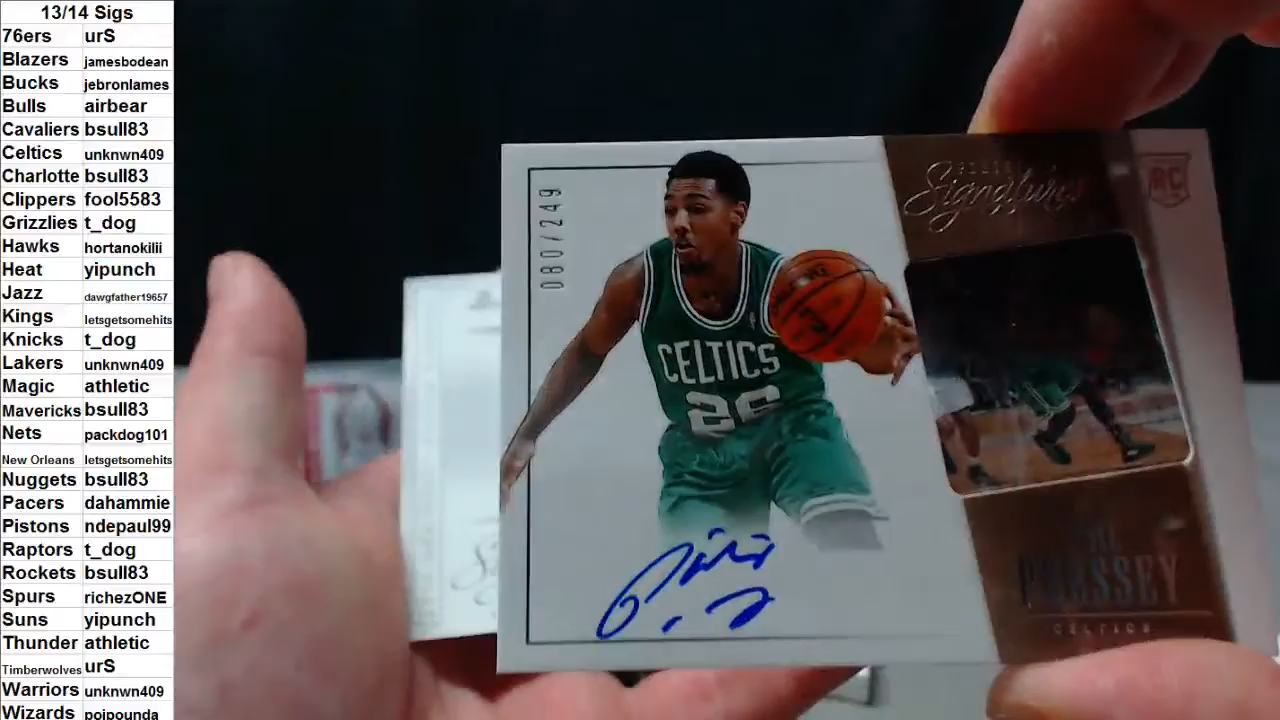 13/14 Sigs
76ers urS
Blazers jamesbodean
Bucks jebronlames
Bulls airbear
Cavaliers bsull83
Celtics unknwn409
Charlotte bsull83
Clippers fool5583
Grizzlies t_dog
Hawks hortanokilii
Heat yipunch
Jazz dawgfather19657
Kings letsgetsomehits
Knicks t_dog
Lakers unknwn409
Magic athletic
Mavericks bsull83
Nets packdog101
New Orleans letsgetsomehits
Nuggets bsull83
Pacers dahammie
Pistons ndepaul99
Raptors t_dog
Rockets bsull83
Spurs richezONE
Suns yipunch
Thunder athletic
Timberwolves urS
Warriors unknwn409
Wizards poipounda
080/249
Signatures
RC
CELTICS
26
PRESSEY
CELTICS